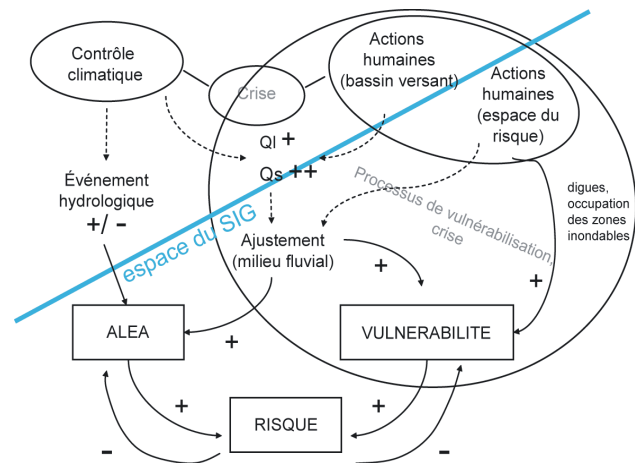 Contrôle
climatique
Crise
Actions
humaines
(bassin versant)
Actions
humaines
(espace du
risque)
Ql +
Qs ++
Événement
hydrologique
+/ -
espace du SIG
Processus de vulnérabilisation,
crise
digues,
occupation
des zones
inondables
Ajustement
(milieu fluvial)
+
+
+
ALEA
VULNERABILITE
+
+
RISQUE
-
-